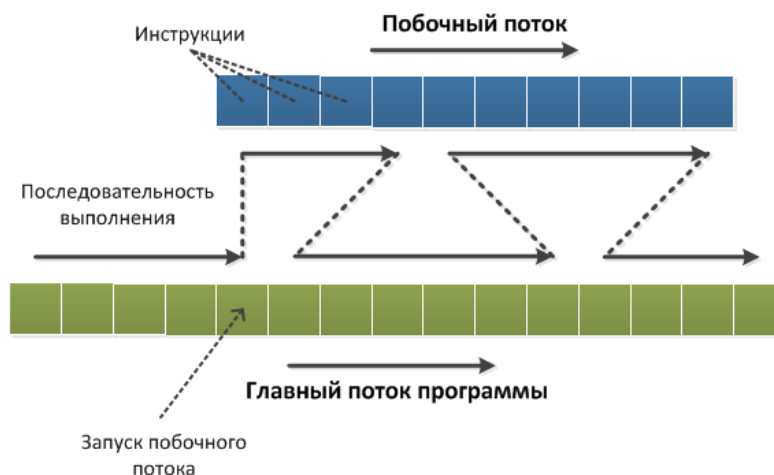 Побочный поток
Инструкции
Последовательность
выполнения
Главный поток программы
Запуск побочного
потока